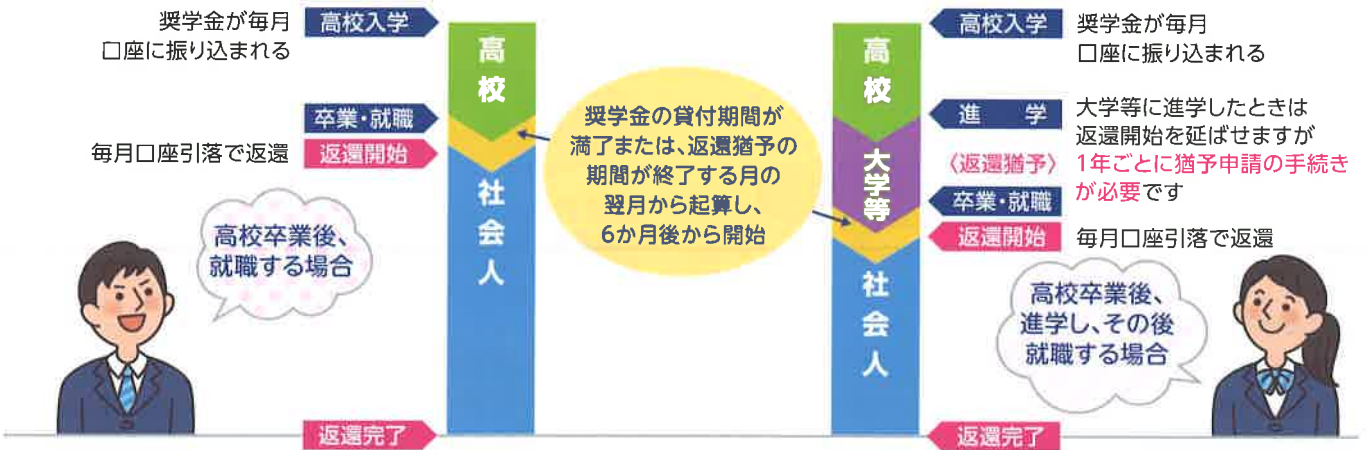 奨学金が毎月
口座に振り込まれる
高校入学
卒業・就職
毎月口座引落で返還
返還開始
高校卒業後、
就職する場合
返還完了
高校
社会人
奨学金の貸付期間が
満了または、返還猶予の
期間が終了する月の
翌月から起算し、
6か月後から開始
高校
大学等
社会人
高校入学
奨学金が毎月
口座に振り込まれる
進学
大学等に進学したときは
返還開始を延ばせますが
〈返還猶予〉
1年ごとに猶予申請の手続き
が必要です
卒業・就職
返還開始
毎月口座引落で返還
高校卒業後、
進学し、その後
就職する場合
返還完了